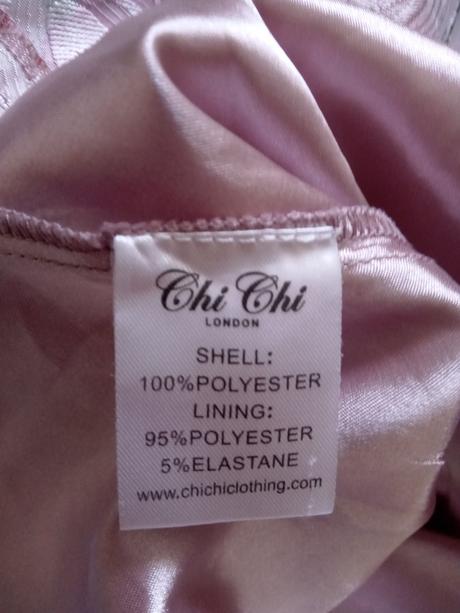 Chi Chi
LONDON
SHELL:
100%POLYESTER
LINING:
95%POLYESTER
5%ELASTANE
www.chichiclothing.com